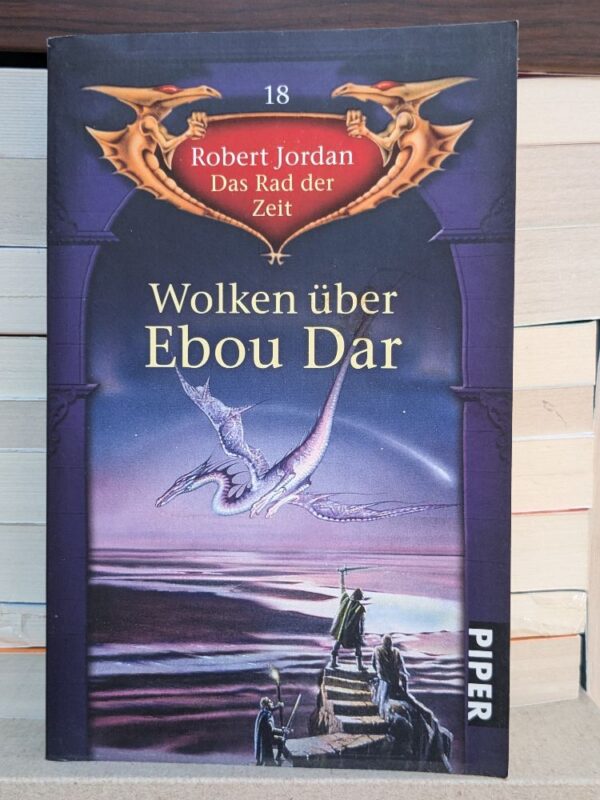 18
Robert Jordan
Das Rad der
Zeit
Wolken über
Ebou Dar
PIPER